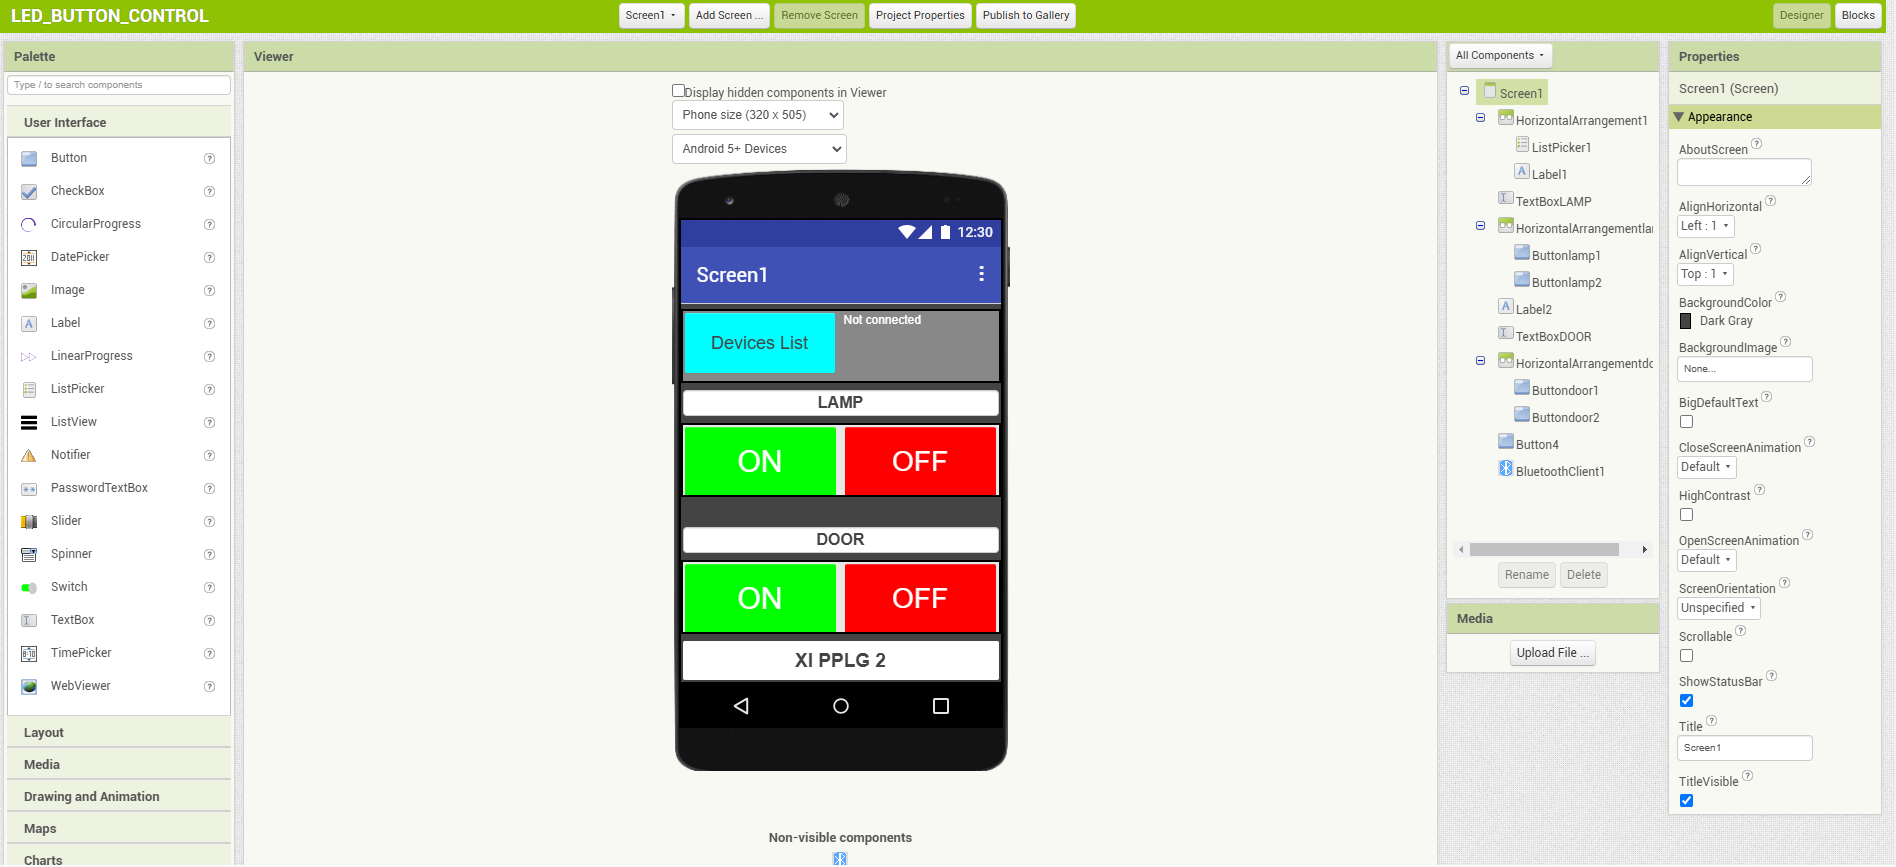 LED_BUTTON_CONTROL
Screen1
Add Screen ...
Remove Screen
Project Properties
Publish to Gallery
Designer
Blocks
Palette
Type / to search components
User Interface
Button
CheckBox
CircularProgress
DatePicker
Image
Label
LinearProgress
ListPicker
ListView
Notifier
PasswordTextBox
Slider
Spinner
Switch
TextBox
TimePicker
WebViewer
Layout
Media
Drawing and Animation
Maps
Charts
Viewer
Display hidden components in Viewer
Phone size (320 x 505)
Android 5+ Devices
12:30
Screen1
Devices List
Not connected
LAMP
ON
OFF
DOOR
ON
OFF
XI PPLG 2
Non-visible components
All Components
Screen1
HorizontalArrangement1
ListPicker1
Label1
TextBoxLAMP
HorizontalArrangementla
Buttonlamp1
Buttonlamp2
Label2
TextBoxDOOR
HorizontalArrangementdo
Buttondoor1
Buttondoor2
Button4
BluetoothClient1
Rename
Delete
Media
Upload File ...
Properties
Screen1 (Screen)
Appearance
AboutScreen
AlignHorizontal
Left : 1
AlignVertical
Top : 1
BackgroundColor
Dark Gray
BackgroundImage
None...
BigDefaultText
CloseScreenAnimation
Default
HighContrast
OpenScreenAnimation
Default
ScreenOrientation
Unspecified
Scrollable
ShowStatusBar
Title
Screen1
TitleVisible